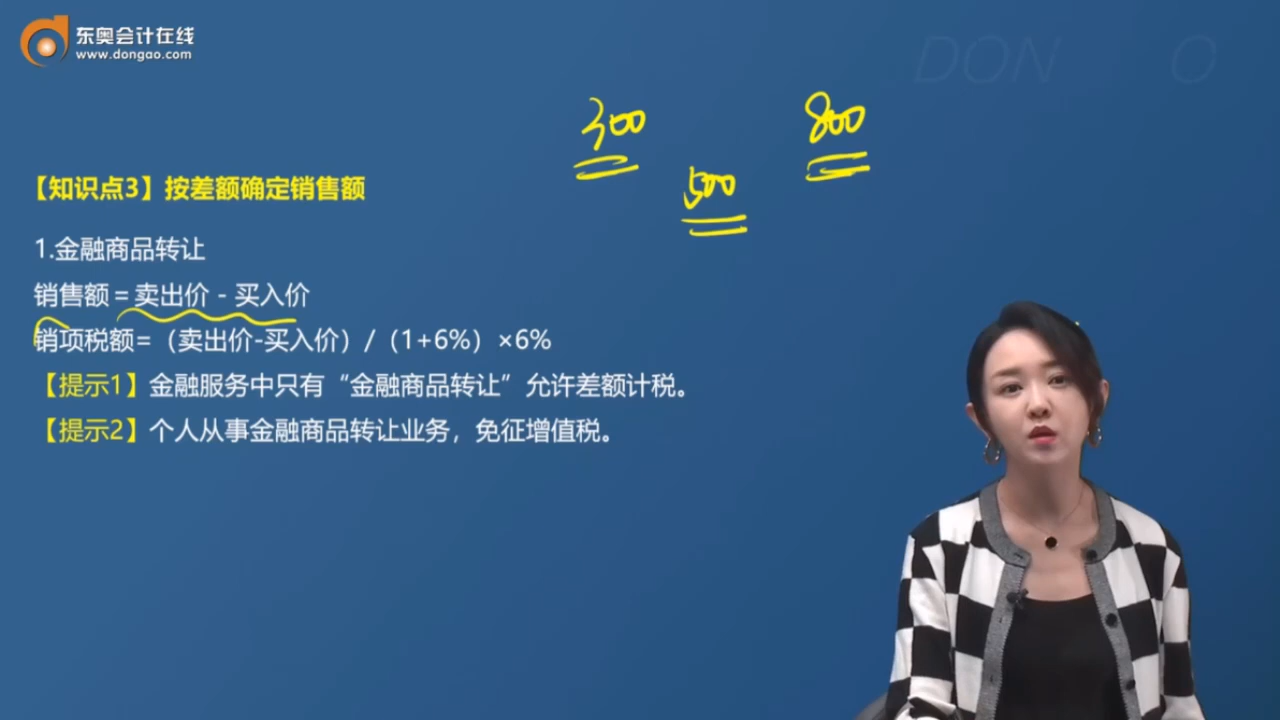 东奥会计在线
www.dongao.com
DON O
300
800
500
【知识点3】按差额确定销售额
1.金融商品转让
销售额=卖出价-买入价
销项税额=（卖出价-买入价）/（1+6%）×6%
【提示1】金融服务中只有“金融商品转让”允许差额计税。
【提示2】个人从事金融商品转让业务，免征增值税。